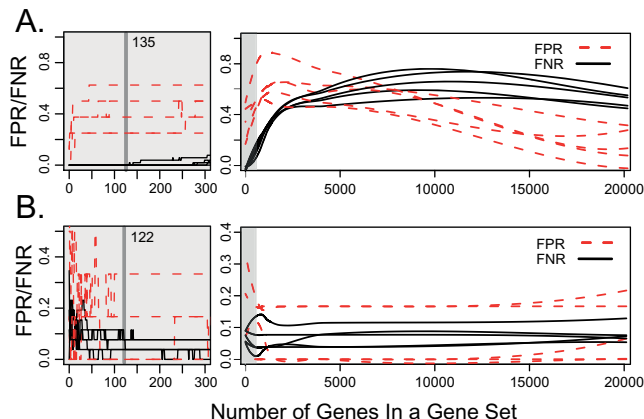 A.
135
FPR/FNR
0.0 0.4 0.8
0 50 100 200 300
FPR
FNR
0.0 0.4 0.8
0 5000 10000 15000 20000
B.
122
FPR/FNR
0.0 0.2 0.4
0 50 100 200 300
FPR
FNR
0.0 0.1 0.2 0.3 0.4
0 5000 10000 15000 20000
Number of Genes In a Gene Set